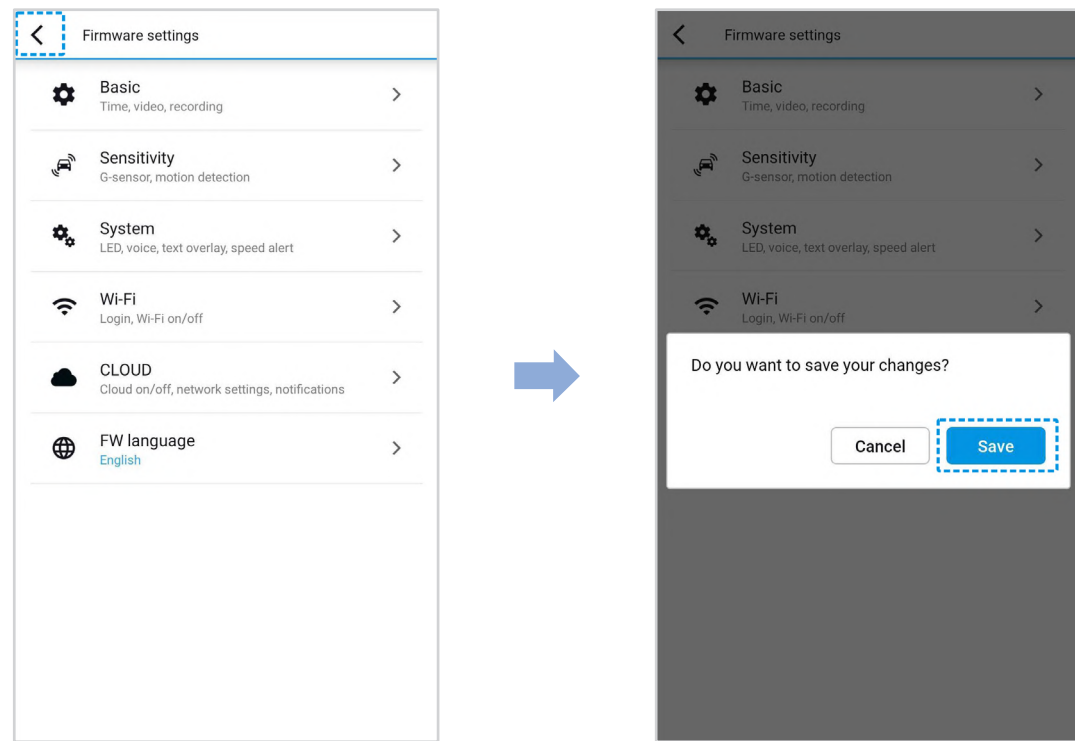 Firmware settings
Basic
Time, video, recording
Sensitivity
G-sensor, motion detection
System
LED, voice, text overlay, speed alert
Wi-Fi
Login, Wi-Fi on/off
CLOUD
Cloud on/off, network settings, notifications
FW language
English
Firmware settings
Basic
Time, video, recording
Sensitivity
G-sensor, motion detection
System
LED, voice, text overlay, speed alert
Wi-Fi
Login, Wi-Fi on/off
Do you want to save your changes?
Cancel Save